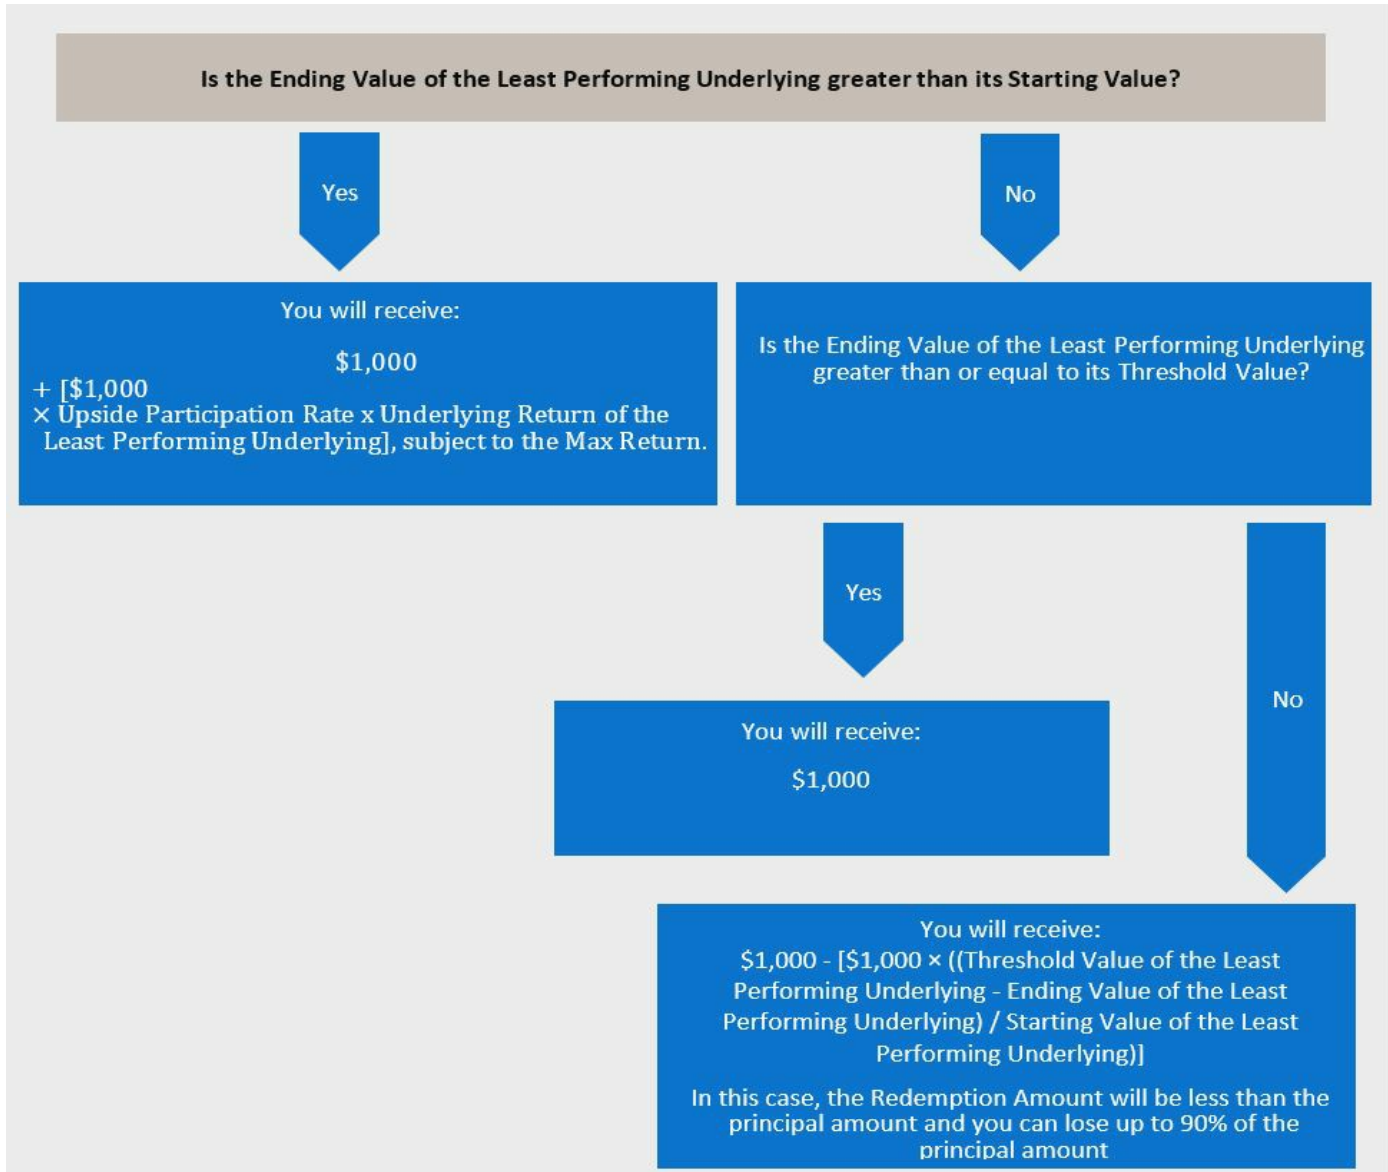 Is the Ending Value of the Least Performing Underlying greater than its Starting Value?
Yes
No
You will receive:
$1,000
+ [$1,000
× Upside Participation Rate x Underlying Return of the
Least Performing Underlying], subject to the Max Return.
Is the Ending Value of the Least Performing Underlying
greater than or equal to its Threshold Value?
Yes
No
You will receive:
$1,000
You will receive:
$1,000 - [$1,000 × ((Threshold Value of the Least
Performing Underlying - Ending Value of the Least
Performing Underlying) / Starting Value of the Least
Performing Underlying)]
In this case, the Redemption Amount will be less than the
principal amount and you can lose up to 90% of the
principal amount